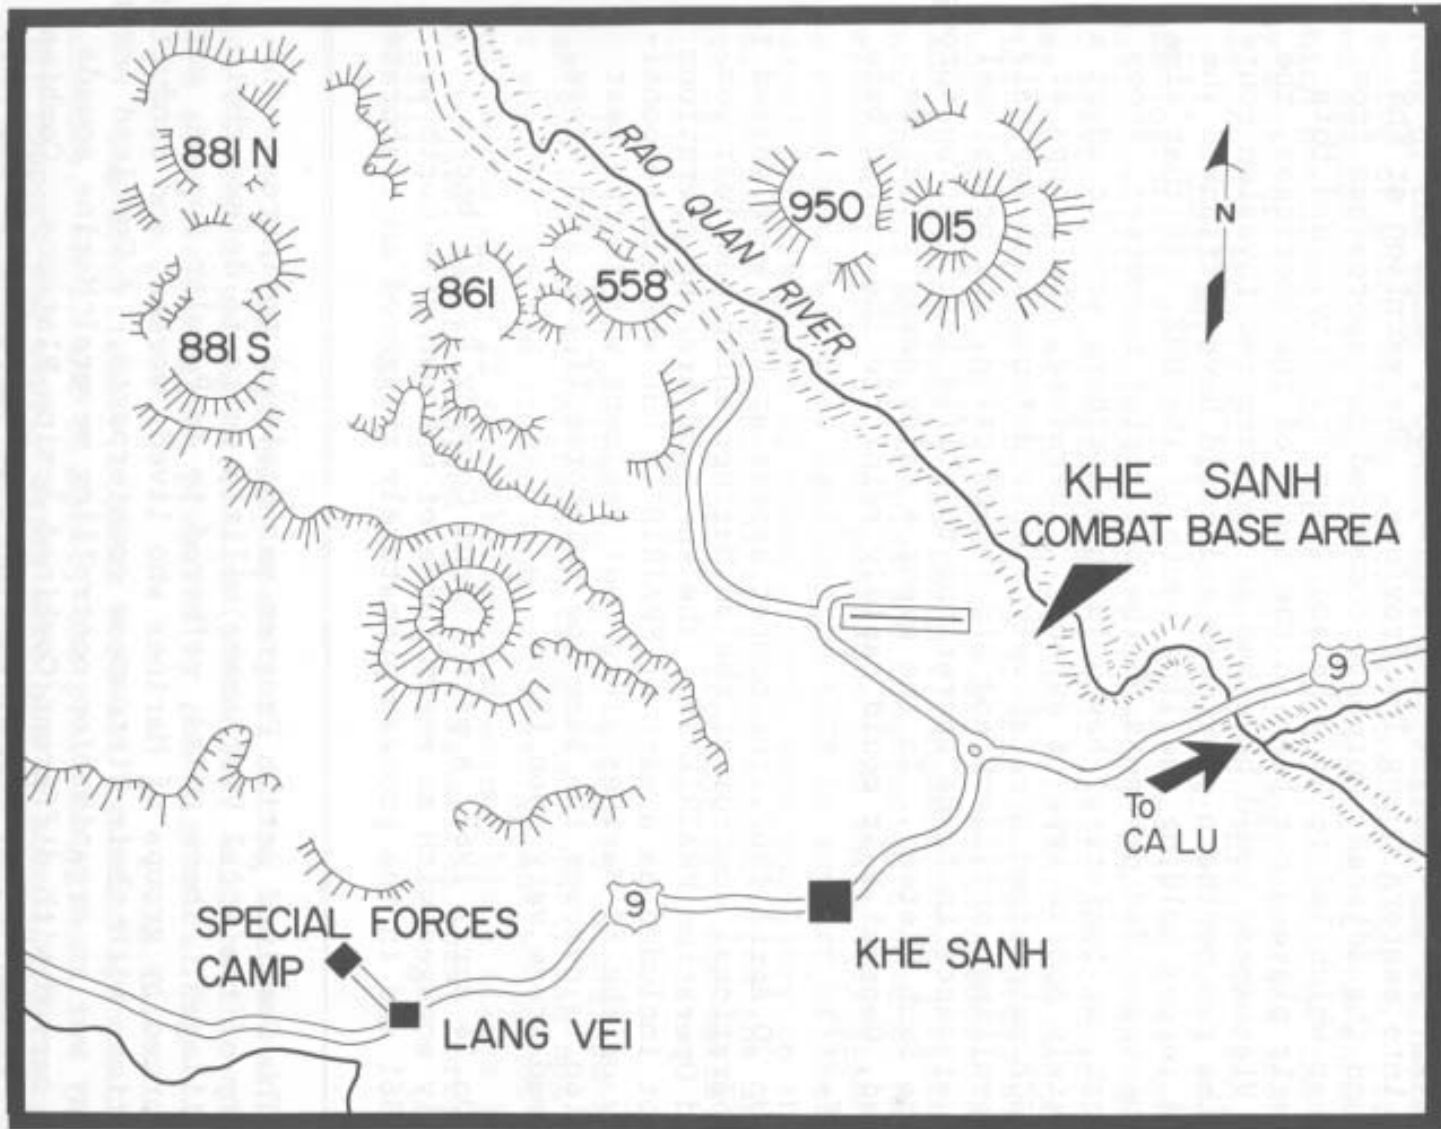 881 N
881 S
861
558
RAO QUAN RIVER
950
1015
N
KHE SANH
COMBAT BASE AREA
9
To
CA LU
9
KHE SANH
SPECIAL FORCES
CAMP
LANG VEI